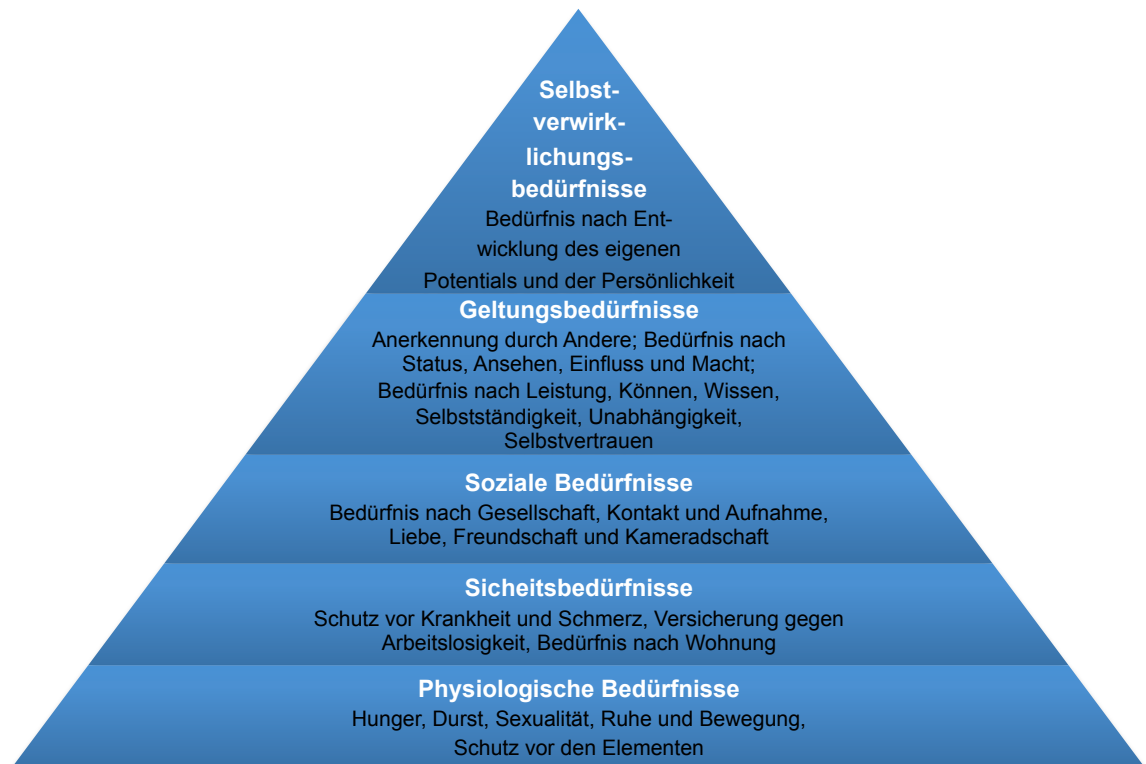 Selbst-
verwirk-
lichungs-
bedürfnisse
Bedürfnis nach Ent-
wicklung des eigenen
Potentials und der Persönlichkeit
Geltungsbedürfnisse
Anerkennung durch Andere; Bedürfnis nach
Status, Ansehen, Einfluss und Macht;
Bedürfnis nach Leistung, Können, Wissen,
Selbstständigkeit, Unabhängigkeit,
Selbstvertrauen
Soziale Bedürfnisse
Bedürfnis nach Gesellschaft, Kontakt und Aufnahme,
Liebe, Freundschaft und Kameradschaft
Sicheitsbedürfnisse
Schutz vor Krankheit und Schmerz, Versicherung gegen
Arbeitslosigkeit, Bedürfnis nach Wohnung
Physiologische Bedürfnisse
Hunger, Durst, Sexualität, Ruhe und Bewegung,
Schutz vor den Elementen